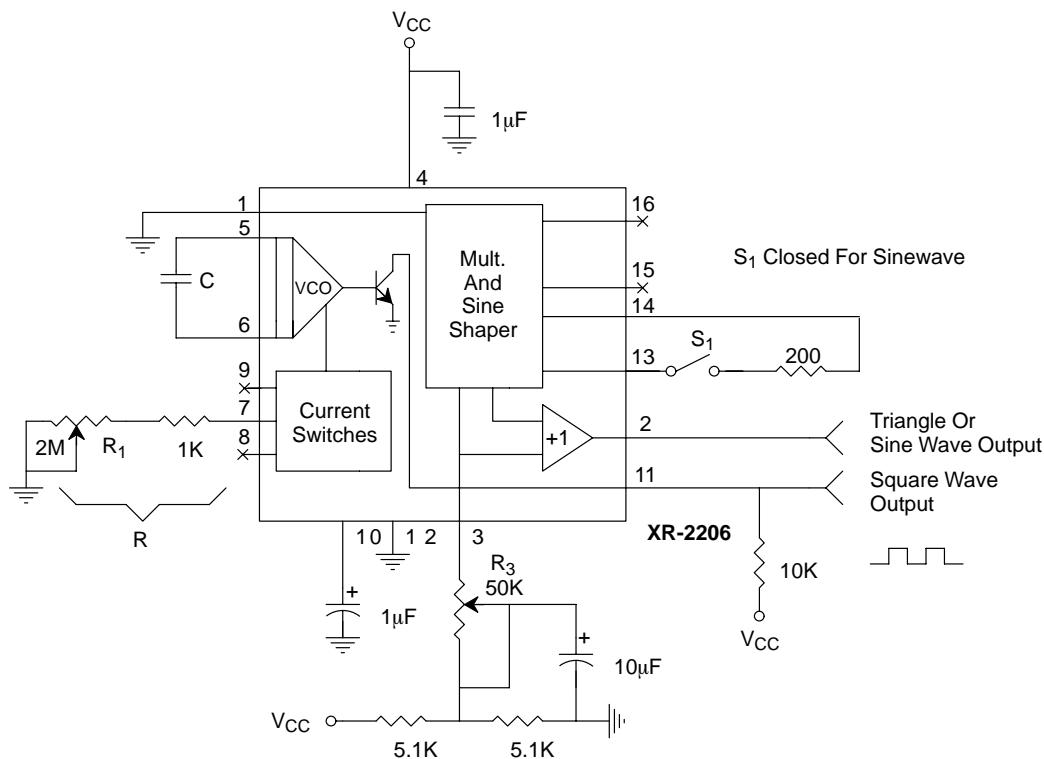 VCC
1µF
4
1
16
5
Mult.
And
Sine
Shaper
S1 Closed For Sinewave
C
VCO
15
14
6
S1
13
200
9
Current
Switches
7
2M
R1
1K
8
+1
2
Triangle Or
Sine Wave Output
11
Square Wave
Output
R
10
1 2
3
XR-2206
R3
50K
10K
+
1µF
+
10µF
VCC
VCC
5.1K
5.1K